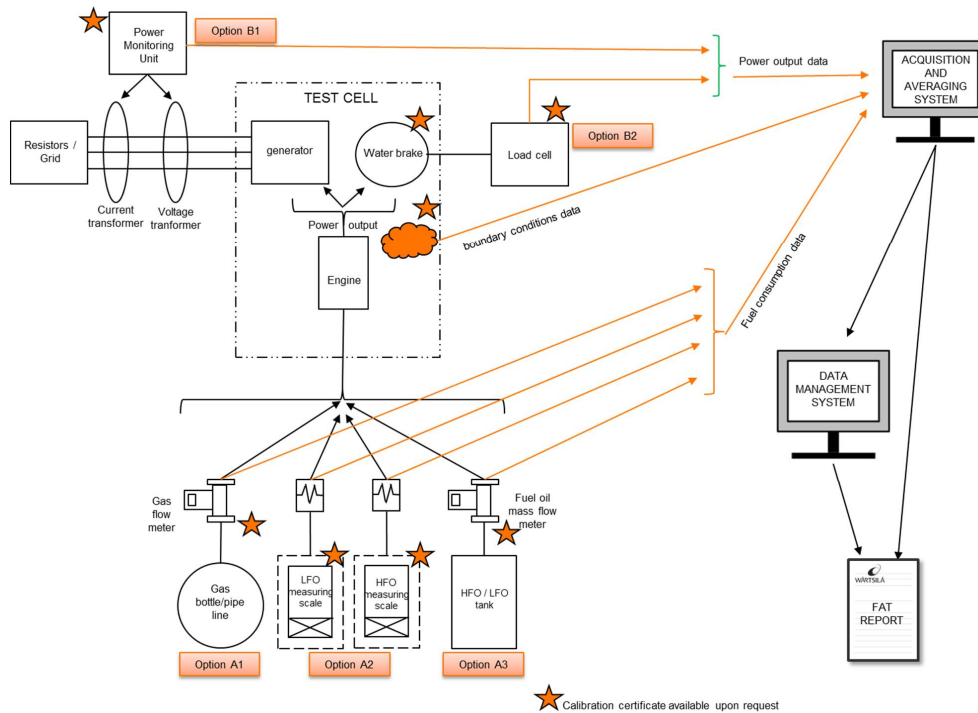 Power
Monitoring
Unit
Option B1
Power output data
ACQUISITION
AND
AVERAGING
SYSTEM
TEST CELL
Resistors /
Grid
generator
Water brake
Load cell
Option B2
Current
transformer
Voltage
tranformer
Power output
boundary conditions data
Engine
Fuel consumption data
DATA
MANAGEMENT
SYSTEM
Gas
flow
meter
Fuel oil
mass flow
meter
Gas
bottle/pipe
line
LFO
measuring
scale
HFO
measuring
scale
HFO / LFO
tank
WÄRTSILÄ
FAT
REPORT
Option A1
Option A2
Option A3
Calibration certificate available upon request